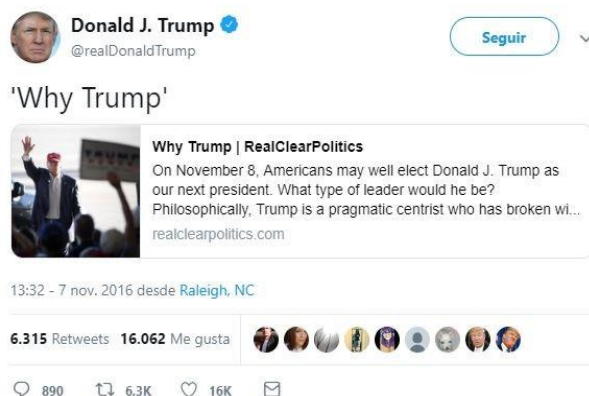 Donald J. Trump
@realDonaldTrump
Seguir
'Why Trump'
Why Trump | RealClearPolitics
On November 8, Americans may well elect Donald J. Trump as
our next president. What type of leader would he be?
Philosophically, Trump is a pragmatic centrist who has broken wi...
realclearpolitics.com
13:32 - 7 nov. 2016 desde Raleigh, NC
6.315 Retweets 16.062 Me gusta
890 6,3K 16K